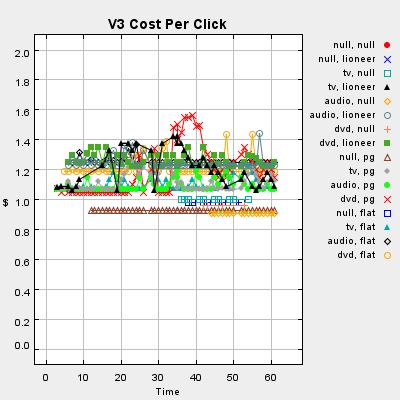 V3 Cost Per Click
2.0
1.8
1.6
1.4
1.2
1.0
0.8
0.6
0.4
0.2
0.0
$
0 10 20 30 40 50 60
Time
null, null
null, lioneer
tv, null
tv, lioneer
audio, null
audio, lioneer
dvd, null
dvd, lioneer
null, pg
tv, pg
audio, pg
dvd, pg
null, flat
tv, flat
audio, flat
dvd, flat